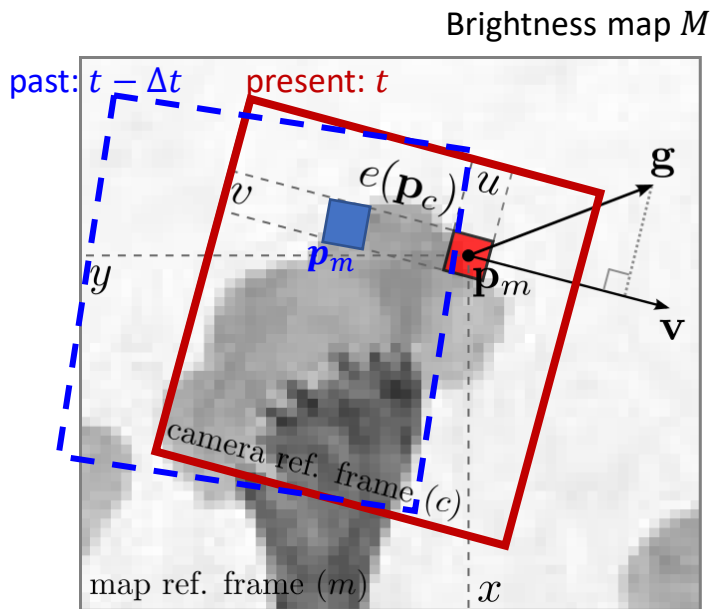 Brightness map M
past: t − Δt
present: t
g
e(p_c)
u
v
p_m
p_m
y
v
camera ref. frame (c)
map ref. frame (m)
x